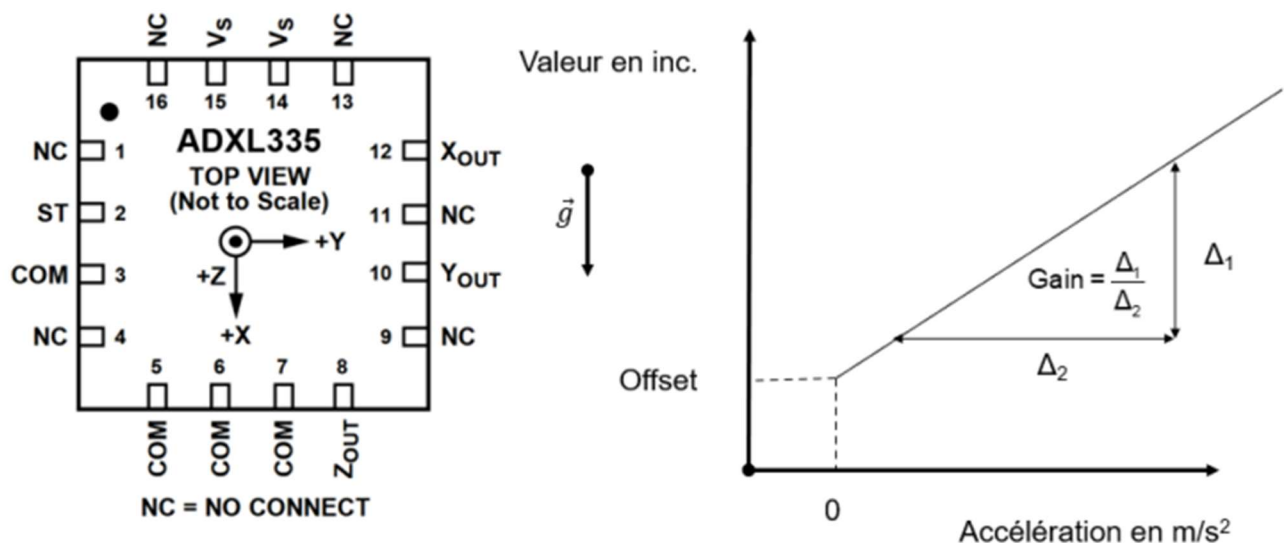 NC
VS
VS
NC
16
15
14
13
ADXL335
TOP VIEW
(Not to Scale)
NC
1
ST
2
COM
3
NC
4
12
XOUT
11
NC
10
YOUT
9
NC
+Y
+Z
+X
5
6
7
8
COM
COM
COM
ZOUT
NC = NO CONNECT
g⃗
Valeur en inc.
Gain = Δ1/Δ2
Δ1
Δ2
Offset
0
Accélération en m/s²